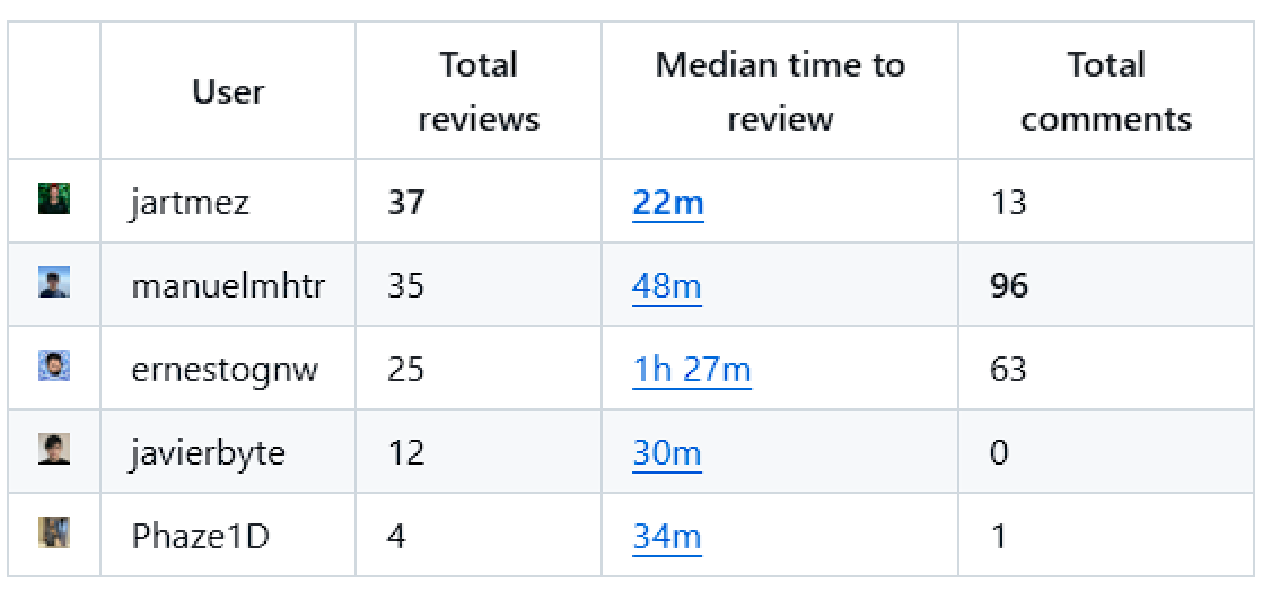 User Total reviews Median time to review Total comments
jartmez 37 22m 13
manuelmhtr 35 48m 96
ernestognw 25 1h 27m 63
javierbyte 12 30m 0
Phaze1D 4 34m 1